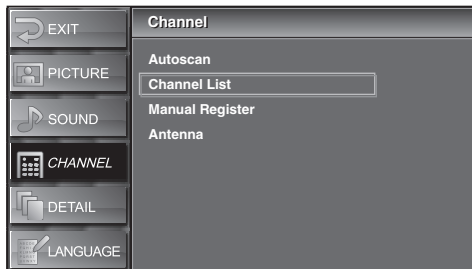 EXIT
PICTURE
SOUND
CHANNEL
DETAIL
LANGUAGE
Channel
Autoscan
Channel List
Manual Register
Antenna